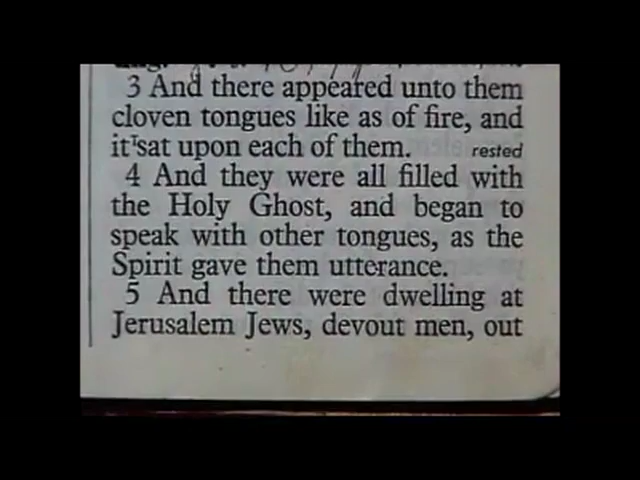 3 And there appeared unto them
cloven tongues like as of fire, and
it ᵀsat upon each of them. rested
4 And they were all filled with
the Holy Ghost, and began to
speak with other tongues, as the
Spirit gave them utterance.
5 And there were dwelling at
Jerusalem Jews, devout men, out